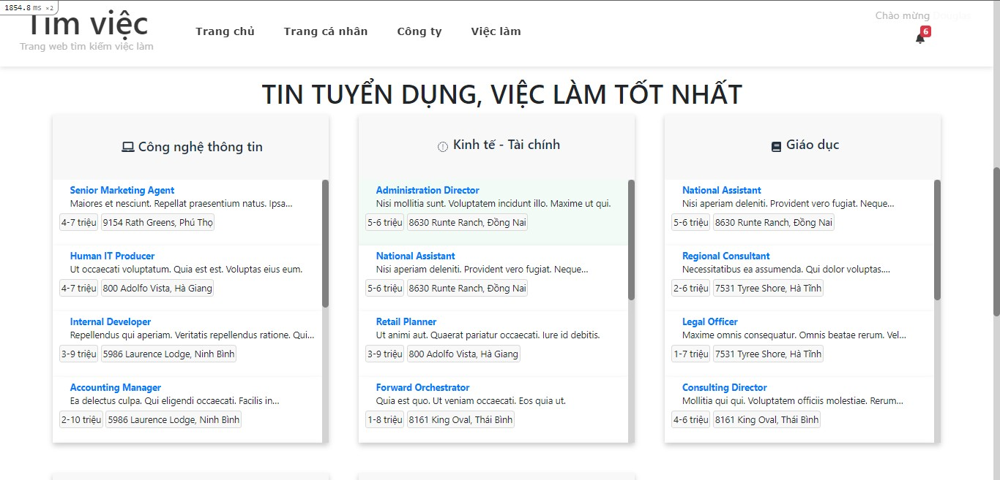 1854.8 ms ×2
Tìm việc
Trang web tìm kiếm việc làm
Trang chủ
Trang cá nhân
Công ty
Việc làm
Chào mừng
6
TIN TUYỂN DỤNG, VIỆC LÀM TỐT NHẤT
Công nghệ thông tin
Senior Marketing Agent
Maiores et nesciunt. Repellat praesentium natus. Ipsa...
4-7 triệu
9154 Rath Greens, Phú Thọ
Human IT Producer
Ut occaecati voluptatum. Quia est est. Voluptas eius eum.
4-7 triệu
800 Adolfo Vista, Hà Giang
Internal Developer
Repellendus qui aperiam. Veritatis repellendus ratione. Qui...
3-9 triệu
5986 Laurence Lodge, Ninh Bình
Accounting Manager
Ea delectus culpa. Qui eligendi occaecati. Facilis in...
2-10 triệu
5986 Laurence Lodge, Ninh Bình
Kinh tế - Tài chính
Administration Director
Nisi mollitia sunt. Voluptatem incidunt illo. Maxime ut qui.
5-6 triệu
8630 Runte Ranch, Đồng Nai
National Assistant
Nisi aperiam deleniti. Provident vero fugiat. Neque...
5-6 triệu
8630 Runte Ranch, Đồng Nai
Retail Planner
Ut animi aut. Quaerat pariatur occaecati. Iure id debitis.
3-9 triệu
800 Adolfo Vista, Hà Giang
Forward Orchestrator
Quia est quo. Ut veniam occaecati. Eos quia ut.
1-8 triệu
8161 King Oval, Thái Bình
Giáo dục
National Assistant
Nisi aperiam deleniti. Provident vero fugiat. Neque...
5-6 triệu
8630 Runte Ranch, Đồng Nai
Regional Consultant
Necessitatibus ea assumenda. Qui dolor voluptas....
2-6 triệu
7531 Tyree Shore, Hà Tĩnh
Legal Officer
Maxime omnis consequatur. Omnis beatae rerum. Vel...
1-7 triệu
7531 Tyree Shore, Hà Tĩnh
Consulting Director
Mollitia qui qui. Voluptatem officiis molestiae. Rerum...
4-6 triệu
8161 King Oval, Thái Bình